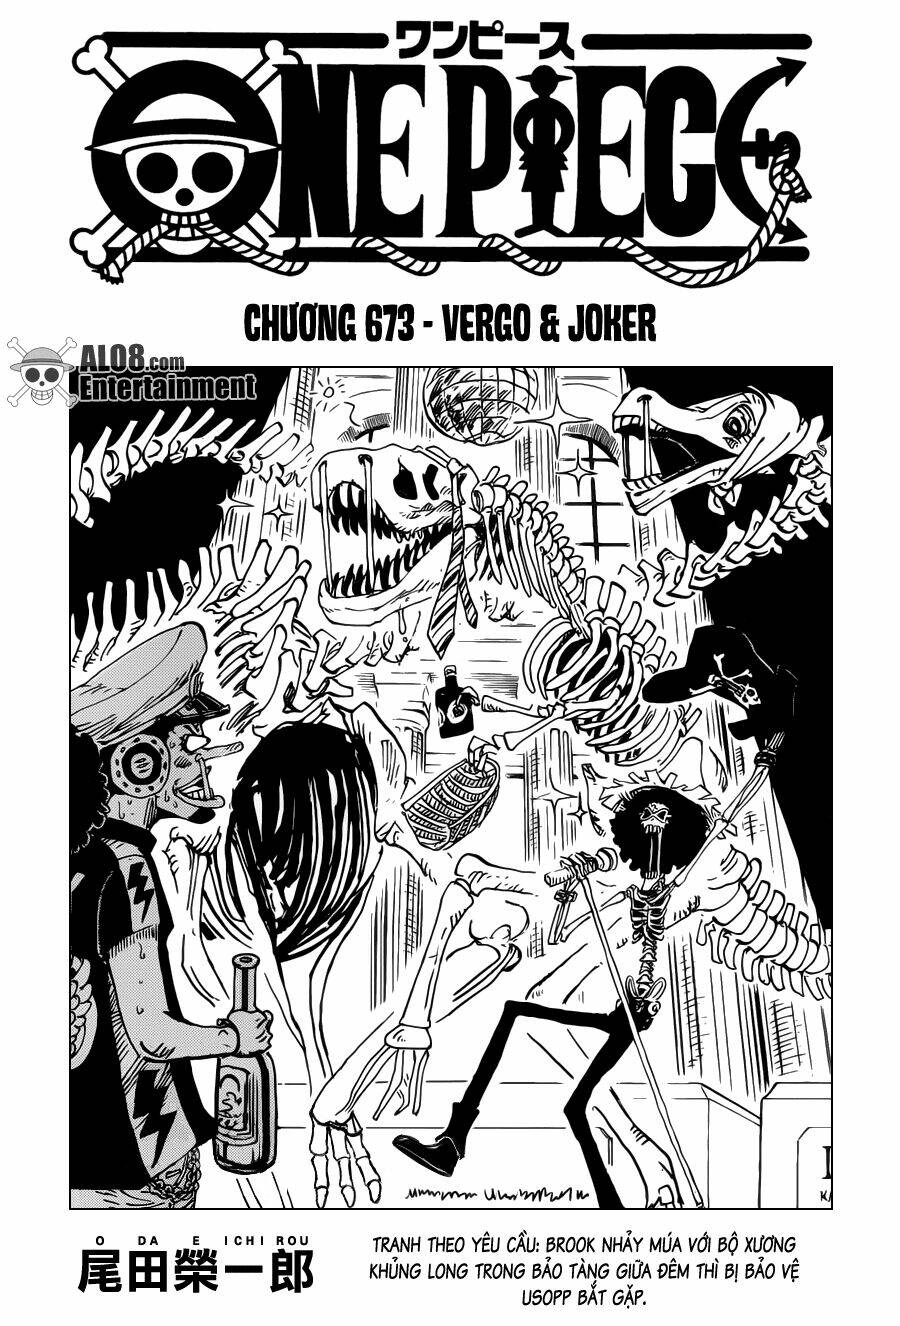 ワンピース
ONE PIECE
CHƯƠNG 673 - VERGO & JOKER
ALO8.com
Entertainment
O DA E ICHI ROU
尾田榮一郎
TRANH THEO YÊU CẦU: BROOK NHẢY MÚA VỚI BỘ XƯƠNG
KHỦNG LONG TRONG BẢO TÀNG GIỮA ĐÊM THÌ BỊ BẢO VỆ
USOPP BẮT GẶP.